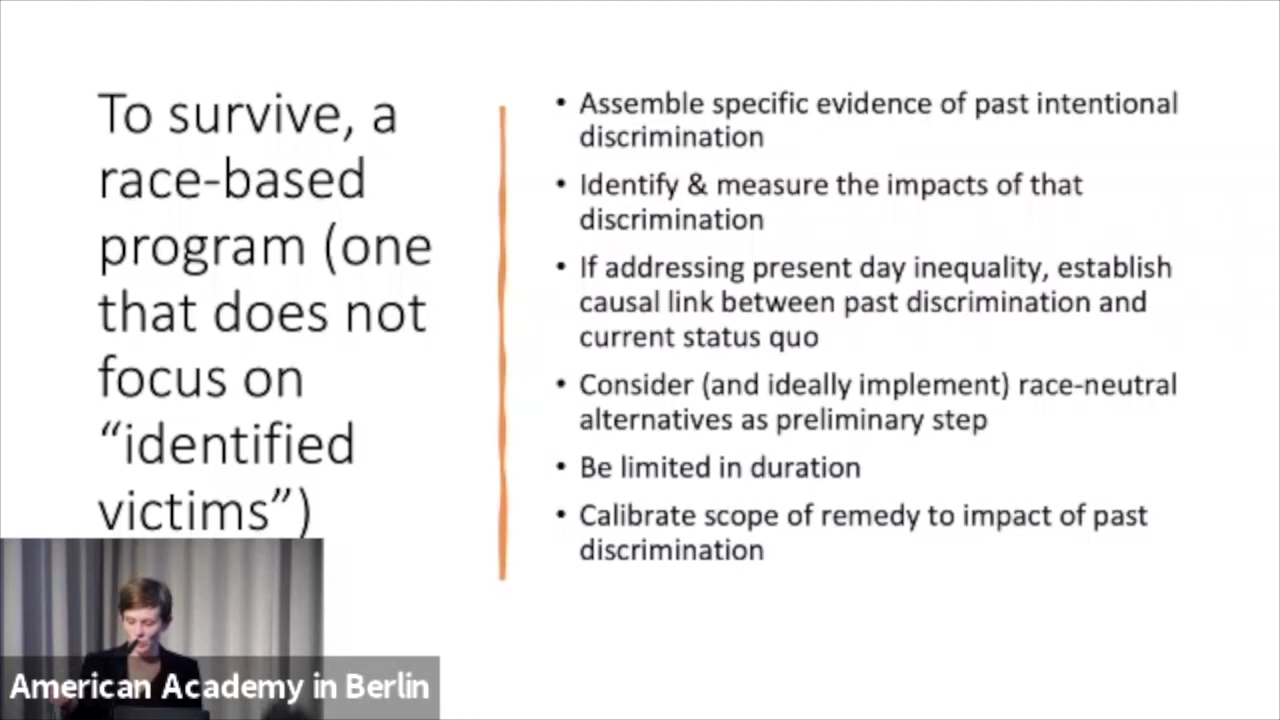 To survive, a
race-based
program (one
that does not
focus on
“identified
victims”)
• Assemble specific evidence of past intentional
discrimination
• Identify & measure the impacts of that
discrimination
• If addressing present day inequality, establish
causal link between past discrimination and
current status quo
• Consider (and ideally implement) race-neutral
alternatives as preliminary step
• Be limited in duration
• Calibrate scope of remedy to impact of past
discrimination
American Academy in Berlin